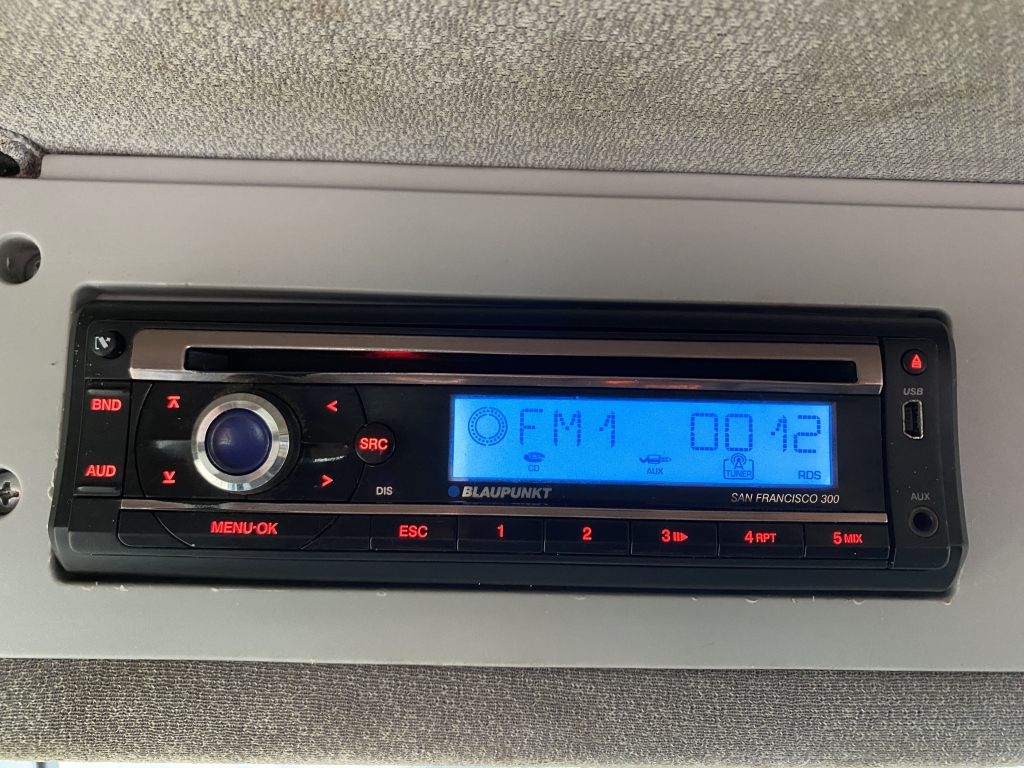 BND
AUD
SRC
DIS
FM1 0012
CD
AUX
TUNER
RDS
BLAUPUNKT
SAN FRANCISCO 300
MENU·OK
ESC
1
2
3
4 RPT
5 MIX
USB
AUX